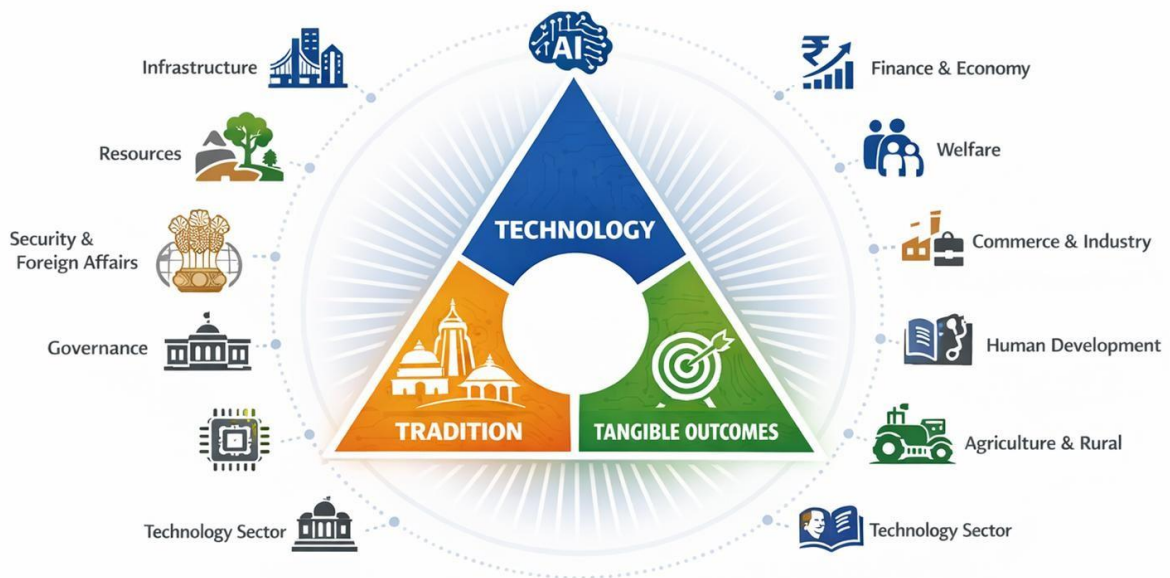 AI
Infrastructure
Resources
Security &
Foreign Affairs
Governance
Technology Sector
TECHNOLOGY
TRADITION
TANGIBLE OUTCOMES
₹
Finance & Economy
Welfare
Commerce & Industry
Human Development
Agriculture & Rural
Technology Sector